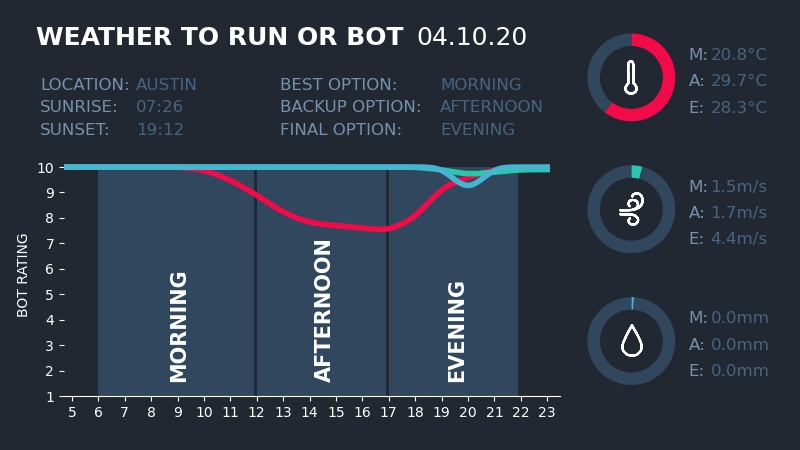 WEATHER TO RUN OR BOT 04.10.20
LOCATION: AUSTIN
SUNRISE: 07:26
SUNSET: 19:12
BEST OPTION: MORNING
BACKUP OPTION: AFTERNOON
FINAL OPTION: EVENING
M: 20.8°C
A: 29.7°C
E: 28.3°C
M: 1.5m/s
A: 1.7m/s
E: 4.4m/s
M: 0.0mm
A: 0.0mm
E: 0.0mm
BOT RATING
10
9
8
7
6
5
4
3
2
1
MORNING
AFTERNOON
EVENING
5 6 7 8 9 10 11 12 13 14 15 16 17 18 19 20 21 22 23